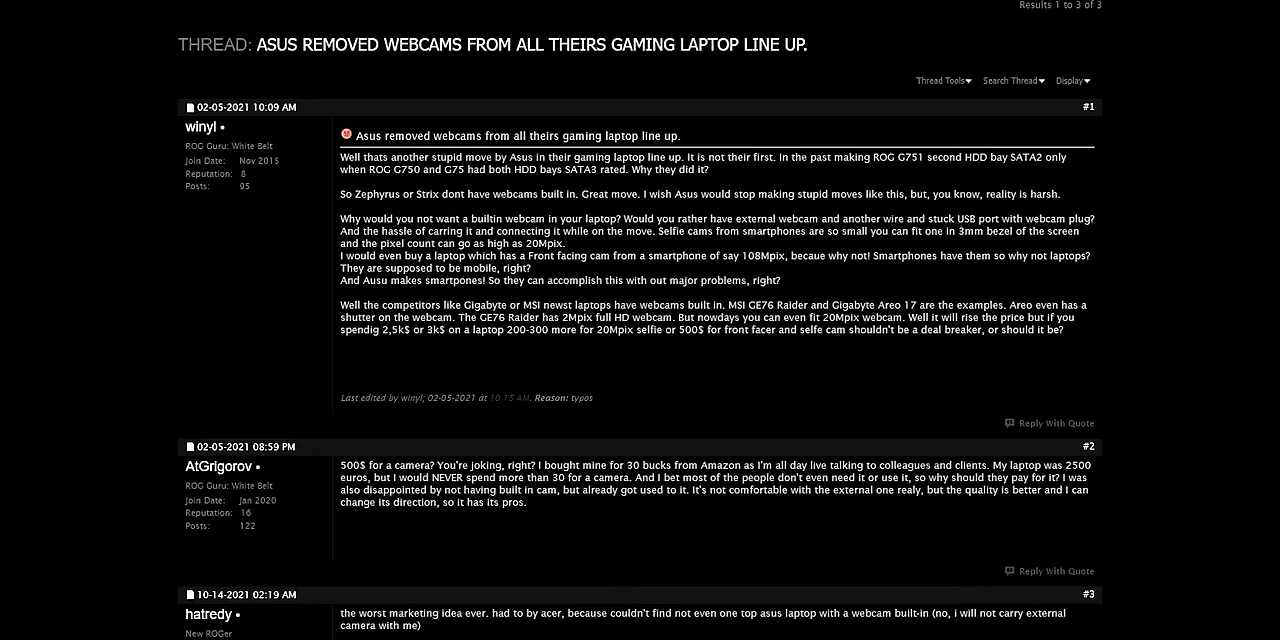 Results 1 to 3 of 3
THREAD: ASUS REMOVED WEBCAMS FROM ALL THEIRS GAMING LAPTOP LINE UP.
Thread Tools Search Thread Display
02-05-2021 10:09 AM #1
winyl
ROG Guru: White Belt
Join Date: Nov 2015
Reputation: 8
Posts: 95
Asus removed webcams from all theirs gaming laptop line up.
Well thats another stupid move by Asus in their gaming laptop line up. It is not their first. In the past making ROG G751 second HDD bay SATA2 only
when ROG G750 and G75 had both HDD bays SATA3 rated. Why they did it?
So Zephyrus or Strix dont have webcams built in. Great move. I wish Asus would stop making stupid moves like this, but, you know, reality is harsh.
Why would you not want a builtin webcam in your laptop? Would you rather have external webcam and another wire and stuck USB port with webcam plug?
And the hassle of carring it and connecting it while on the move. Selfie cams from smartphones are so small you can fit one in 3mm bezel of the screen
and the pixel count can go as high as 20Mpix.
I would even buy a laptop which has a Front facing cam from a smartphone of say 108Mpix, becaue why not! Smartphones have them so why not laptops?
They are supposed to be mobile, right?
And Ausu makes smartpones! So they can accomplish this with out major problems, right?
Well the competitors like Gigabyte or MSI newst laptops have webcams built in. MSI GE76 Raider and Gigabyte Areo 17 are the examples. Areo even has a
shutter on the webcam. The GE76 Raider has 2Mpix full HD webcam. But nowdays you can even fit 20Mpix webcam. Well it will rise the price but if you
spendig 2,5k$ or 3k$ on a laptop 200-300 more for 20Mpix selfie or 500$ for front facer and selfe cam shouldn't be a deal breaker, or should it be?
Last edited by winyl; 02-05-2021 at 10:15 AM. Reason: typos
Reply With Quote
02-05-2021 08:59 PM #2
AtGrigorov
ROG Guru: White Belt
Join Date: Jan 2020
Reputation: 16
Posts: 122
500$ for a camera? You're joking, right? I bought mine for 30 bucks from Amazon as I'm all day live talking to colleagues and clients. My laptop was 2500
euros, but I would NEVER spend more than 30 for a camera. And I bet most of the people don't even need it or use it, so why should they pay for it? I was
also disappointed by not having built in cam, but already got used to it. It's not comfortable with the external one realy, but the quality is better and I can
change its direction, so it has its pros.
Reply With Quote
10-14-2021 02:19 AM #3
hatredy
New ROGer
the worst marketing idea ever. had to by acer, because couldn't find not even one top asus laptop with a webcam built-in (no, i will not carry external
camera with me)